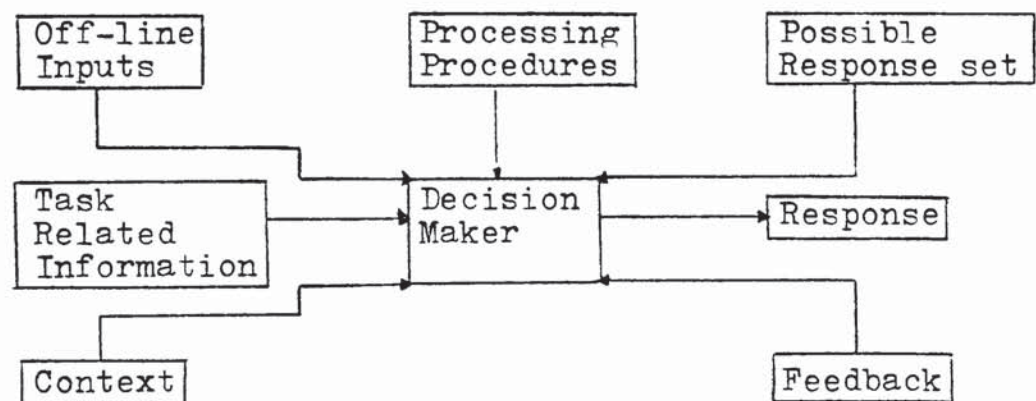 Off-line
Inputs
Processing
Procedures
Possible
Response set
Task
Related
Information
Decision
Maker
Response
Context
Feedback